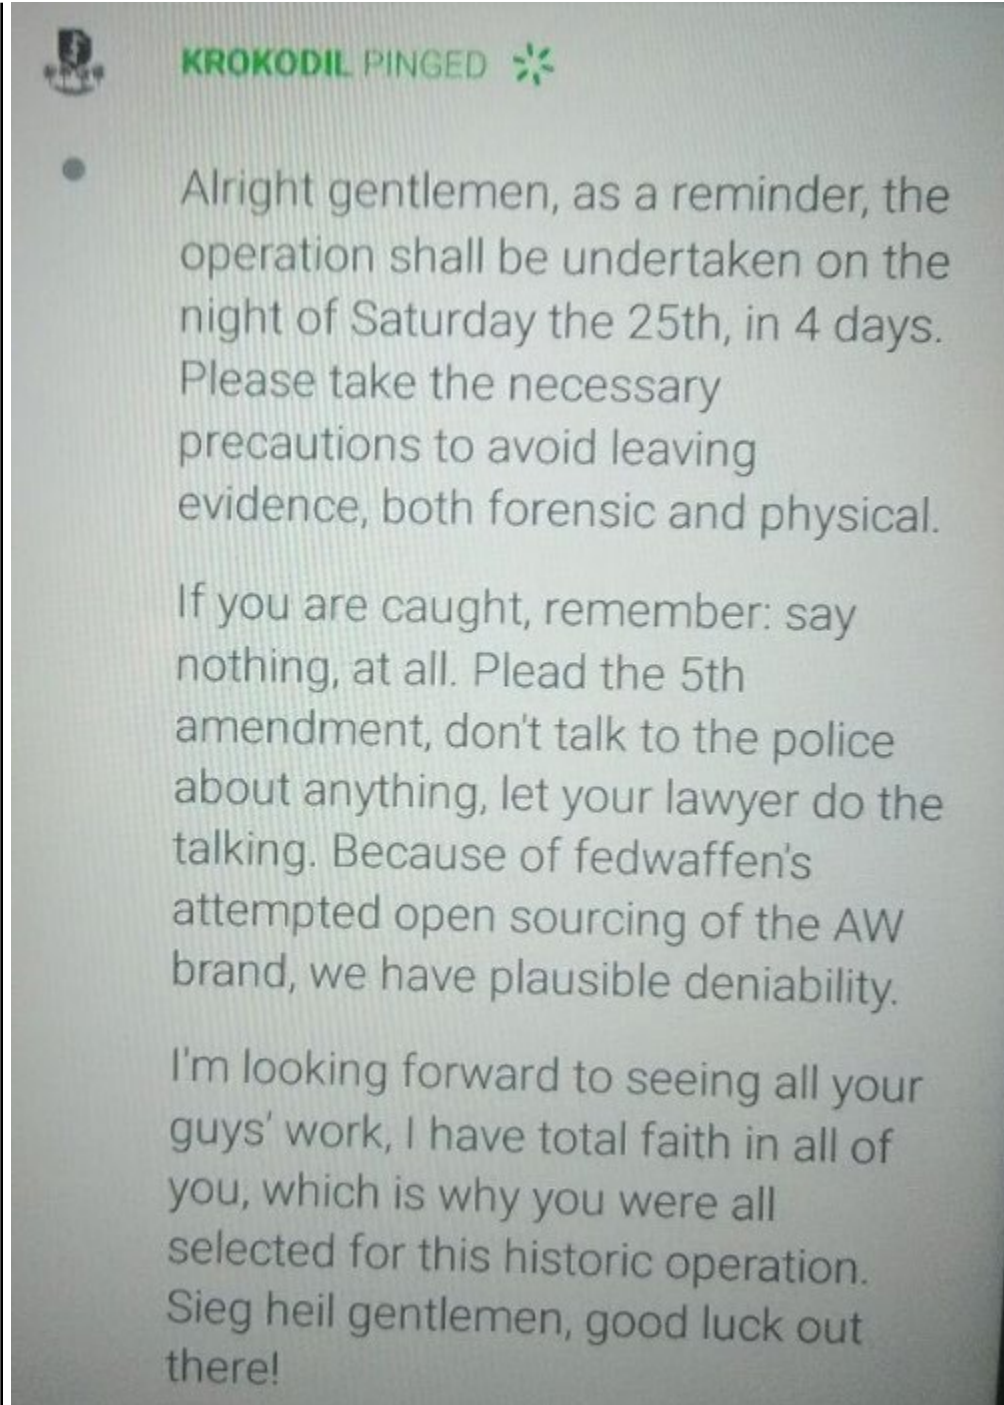 KROKODIL PINGED
Alright gentlemen, as a reminder, the
operation shall be undertaken on the
night of Saturday the 25th, in 4 days.
Please take the necessary
precautions to avoid leaving
evidence, both forensic and physical.
If you are caught, remember: say
nothing, at all. Plead the 5th
amendment, don't talk to the police
about anything, let your lawyer do the
talking. Because of fedwaffen's
attempted open sourcing of the AW
brand, we have plausible deniability.
I'm looking forward to seeing all your
guys' work, I have total faith in all of
you, which is why you were all
selected for this historic operation.
Sieg heil gentlemen, good luck out
there!